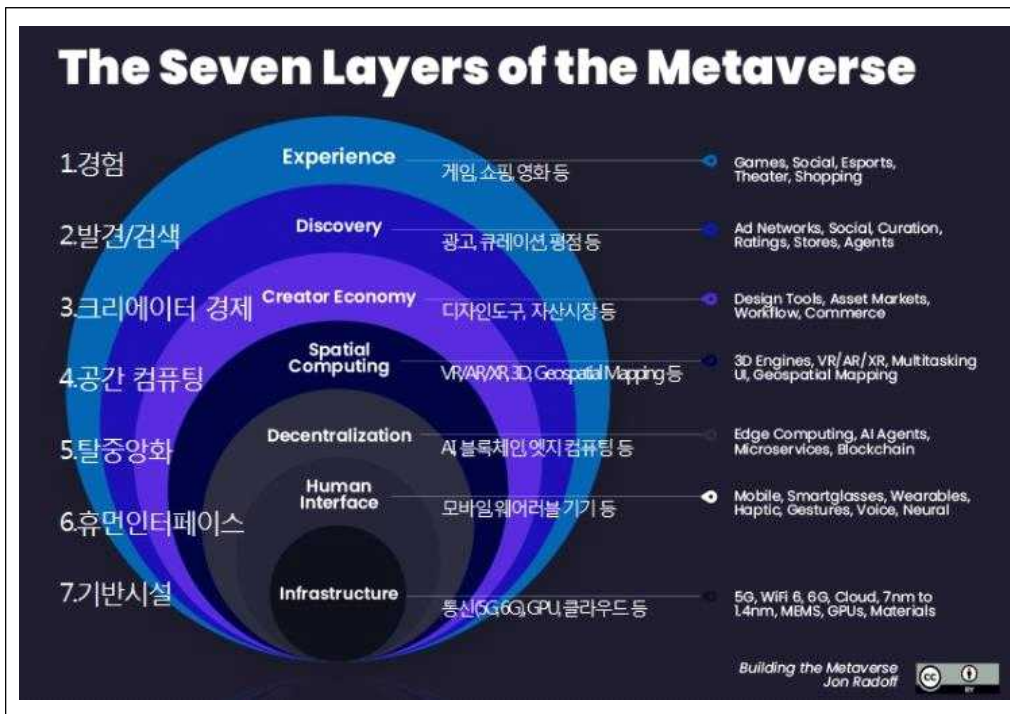 The Seven Layers of the Metaverse
1.경험
Experience
게임, 쇼핑, 영화 등
Games, Social, Esports,
Theater, Shopping
2.발견/검색
Discovery
광고, 큐레이션, 평점 등
Ad Networks, Social, Curation,
Ratings, Stores, Agents
3.크리에이터 경제
Creator Economy
디자인도구, 자산시장 등
Design Tools, Asset Markets,
Workflow, Commerce
4.공간 컴퓨팅
Spatial
Computing
VR/AR/XR, 3D, Geospatial Mapping 등
3D Engines, VR/AR/XR, Multitasking
UI, Geospatial Mapping
5.탈중앙화
Decentralization
AI, 블록체인, 엣지 컴퓨팅 등
Edge Computing, AI Agents,
Microservices, Blockchain
6.휴먼인터페이스
Human
Interface
모바일, 웨어러블 기기 등
Mobile, Smartglasses, Wearables,
Haptic, Gestures, Voice, Neural
7.기반시설
Infrastructure
통신(5G, 6G), GPU, 클라우드 등
5G, WiFi 6, 6G, Cloud, 7nm to
1.4nm, MEMS, GPUs, Materials
Building the Metaverse
Jon Radoff
cc
BY